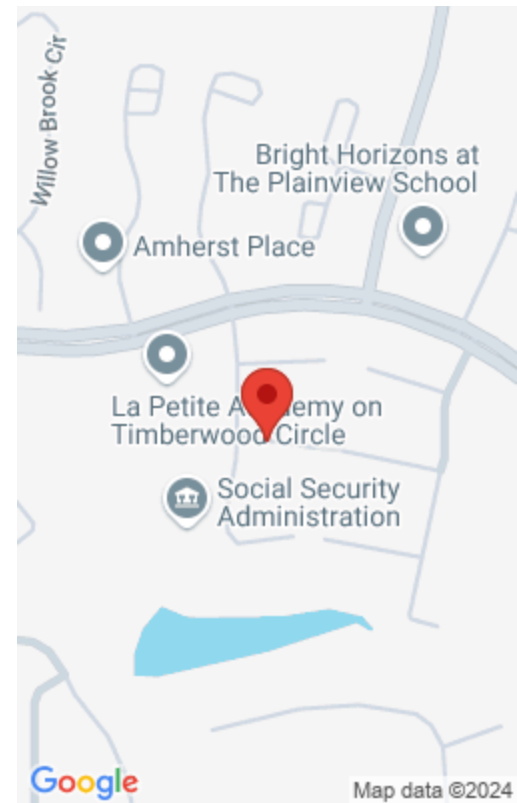 Willow Brook Cir
Bright Horizons at
The Plainview School
Amherst Place
La Petite Academy on
Timberwood Circle
Social Security
Administration
Google
Map data ©2024